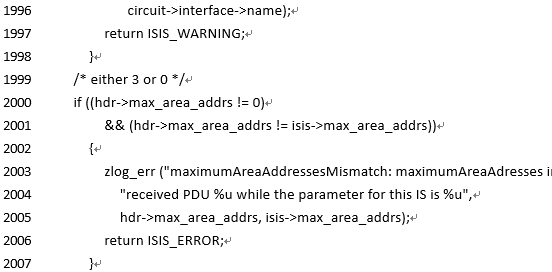 1996 circuit->interface->name);
1997 return ISIS_WARNING;
1998 }
1999 /* either 3 or 0 */
2000 if ((hdr->max_area_addrs != 0)
2001 && (hdr->max_area_addrs != isis->max_area_addrs))
2002 {
2003 zlog_err ("maximumAreaAddressesMismatch: maximumAreaAdresses i
2004 "received PDU %u while the parameter for this IS is %u",
2005 hdr->max_area_addrs, isis->max_area_addrs);
2006 return ISIS_ERROR;
2007 }